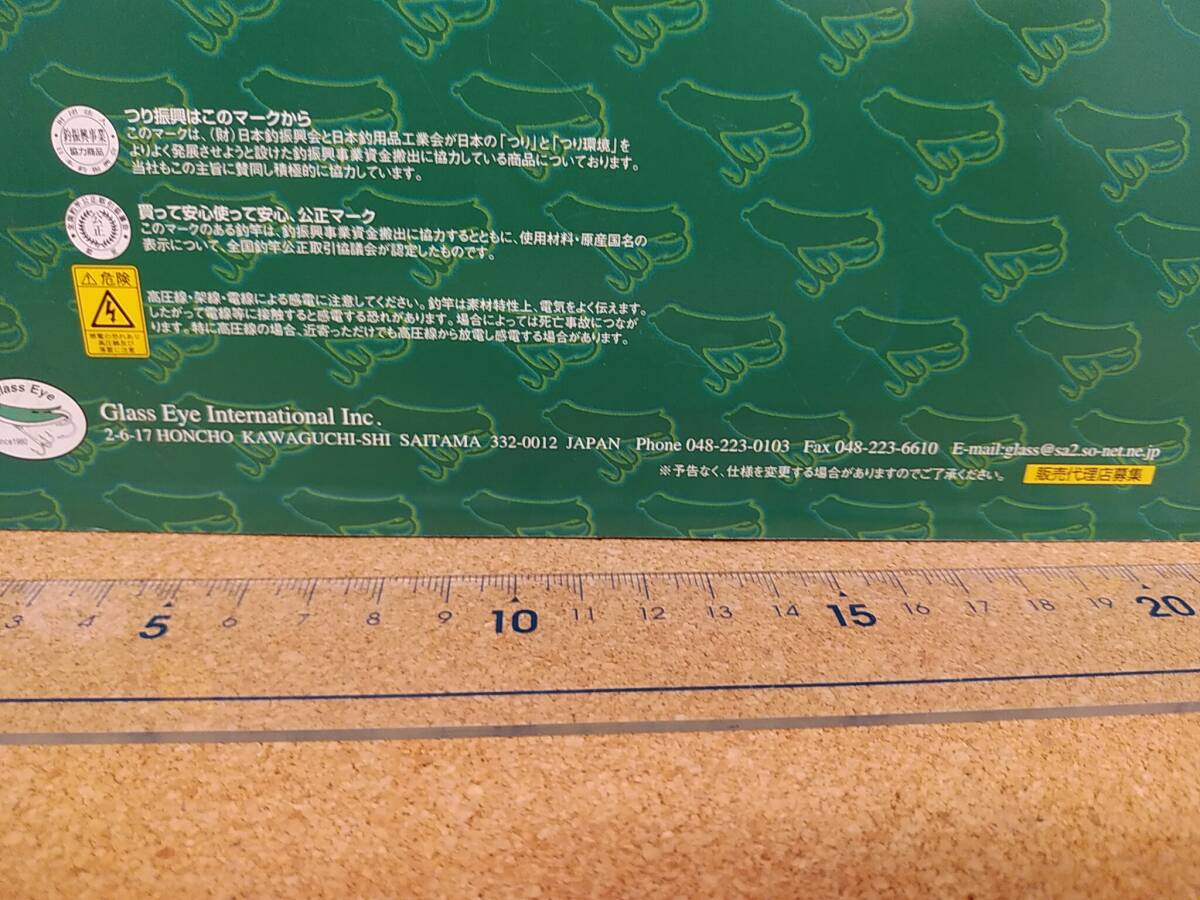 つり振興はこのマークから
このマークは、(財)日本釣振興会と日本釣用品工業会が日本の「つり」と「つり環境」を
よりよく発展させようと設けた釣振興事業資金搬出に協力している商品についております。
当社もこの主旨に賛同し積極的に協力しています。
釣振興事業
協力商品
買って安心使って安心、公正マーク
このマークのある釣竿は、釣振興事業資金搬出に協力するとともに、使用材料・原産国名の
表示について、全国釣竿公正取引協議会が認定したものです。
公正
危険
高圧線・架線・電線による感電に注意してください。釣竿は素材特性上、電気をよく伝えます。
したがって電線等に接触すると感電する恐れがあります。場合によっては死亡事故につなが
ります。特に高圧線の場合、近寄っただけでも高圧線から放電し感電する場合があります。
Glass Eye
since1980
Glass Eye International Inc.
2-6-17 HONCHO KAWAGUCHI-SHI SAITAMA 332-0012 JAPAN Phone 048-223-0103 Fax 048-223-6610 E-mail:glass@sa2.so-net.ne.jp
※予告なく、仕様を変更する場合がありますのでご了承ください。 販売代理店募集
3 4 5 6 7 8 9 10 11 12 13 14 15 16 17 18 19 20